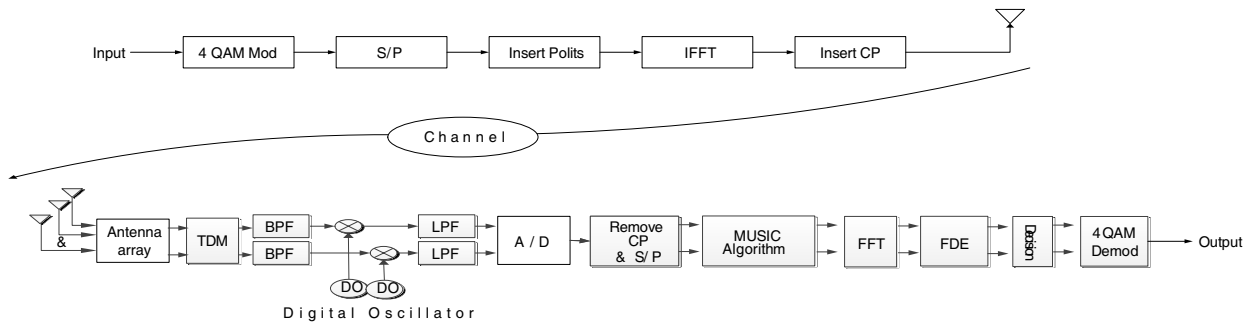 Input
4 QAM Mod
S/P
Insert Polits
IFFT
Insert CP
Channel
&
Antenna
array
TDM
BPF
BPF
LPF
LPF
A / D
Remove
CP
& S/P
MUSIC
Algorithm
FFT
FDE
Decision
4QAM
Demod
Output
DO
DO
Digital Oscillator